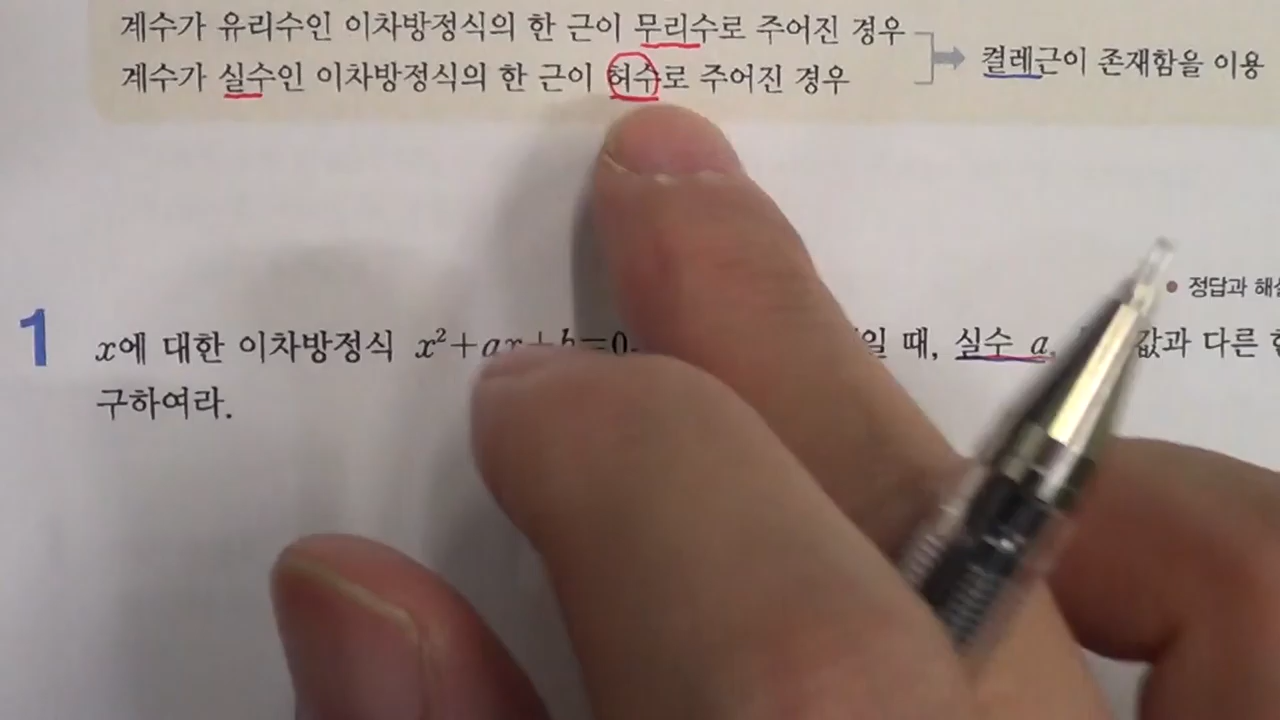 계수가 유리수인 이차방정식의 한 근이 무리수로 주어진 경우
계수가 실수인 이차방정식의 한 근이 허수로 주어진 경우
켤레근이 존재함을 이용
정답과
1
x에 대한 이차방정식 x²+ax+b=0 일 때, 실수 a, 값과 다른
구하여라.